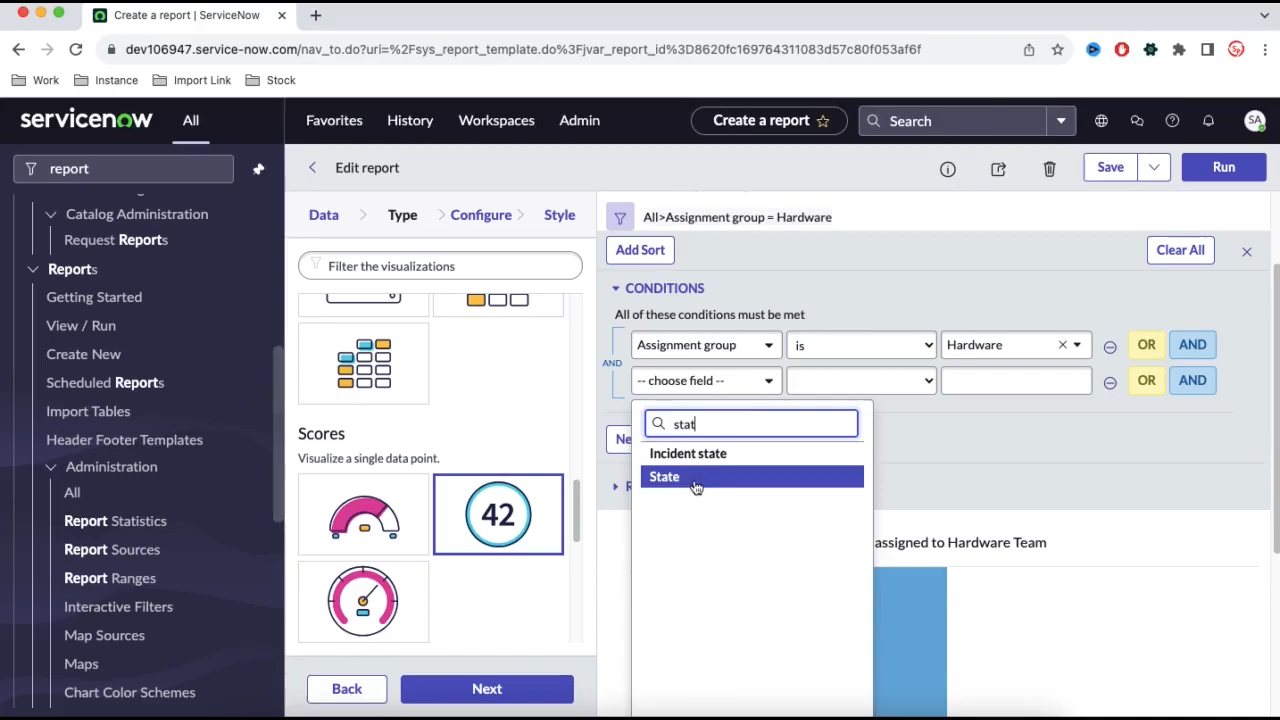 Create a report | ServiceNow
dev106947.service-now.com/nav_to.do?uri=%2Fsys_report_template.do%3Fjvar_report_id%3D8620fc169764311083d57c80f053af6f
Work Instance Import Link Stock
servicenow All Favorites History Workspaces Admin Create a report Search SA
report
Catalog Administration
Request Reports
Reports
Getting Started
View / Run
Create New
Scheduled Reports
Import Tables
Header Footer Templates
Administration
All
Report Statistics
Report Sources
Report Ranges
Interactive Filters
Map Sources
Maps
Chart Color Schemes
Edit report Save Run
Data Type Configure Style
Filter the visualizations
Scores
Visualize a single data point.
42
Back Next
All>Assignment group = Hardware
Add Sort Clear All
CONDITIONS
All of these conditions must be met
AND
Assignment group is Hardware OR AND
-- choose field -- OR AND
stat
Incident state
State
Ne
assigned to Hardware Team